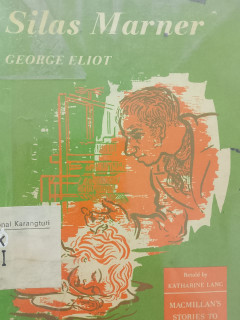 Silas Marner
GEORGE ELIOT
nal Karangturi
K
I
Retold by
KATHARINE LANG
MACMILLAN'S
STORIES TO